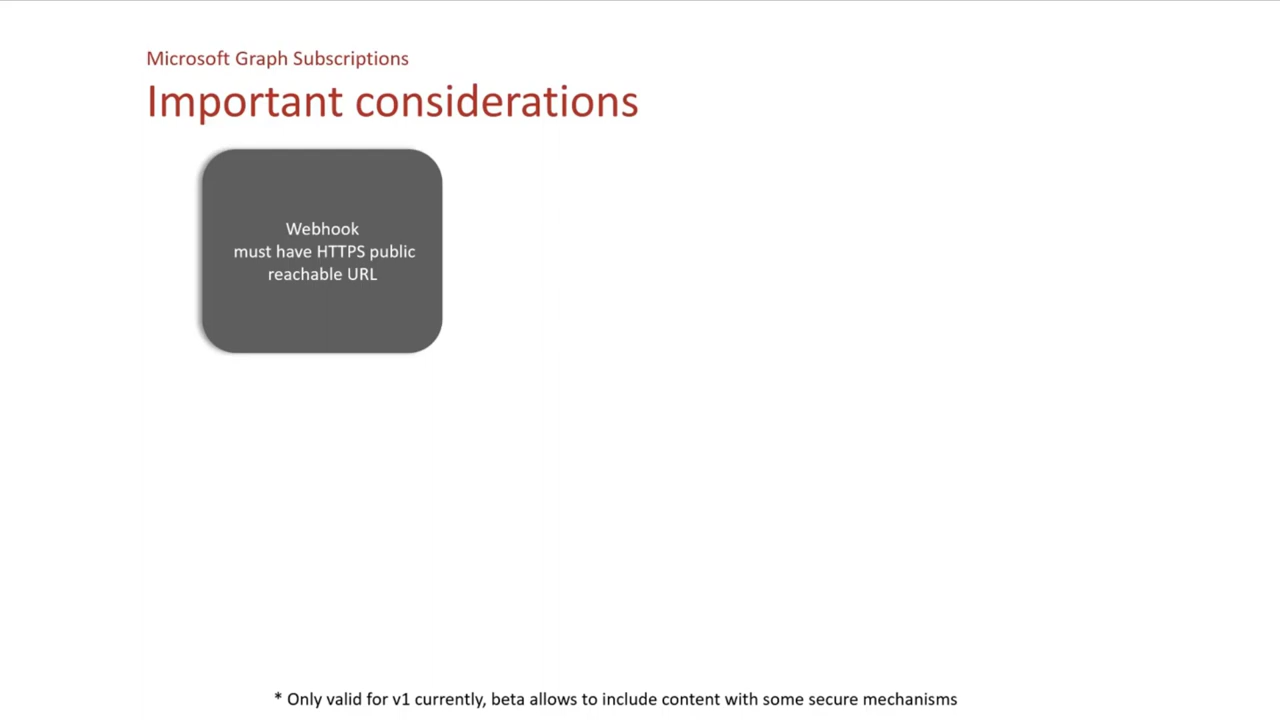 Microsoft Graph Subscriptions
Important considerations
Webhook
must have HTTPS public
reachable URL
* Only valid for v1 currently, beta allows to include content with some secure mechanisms